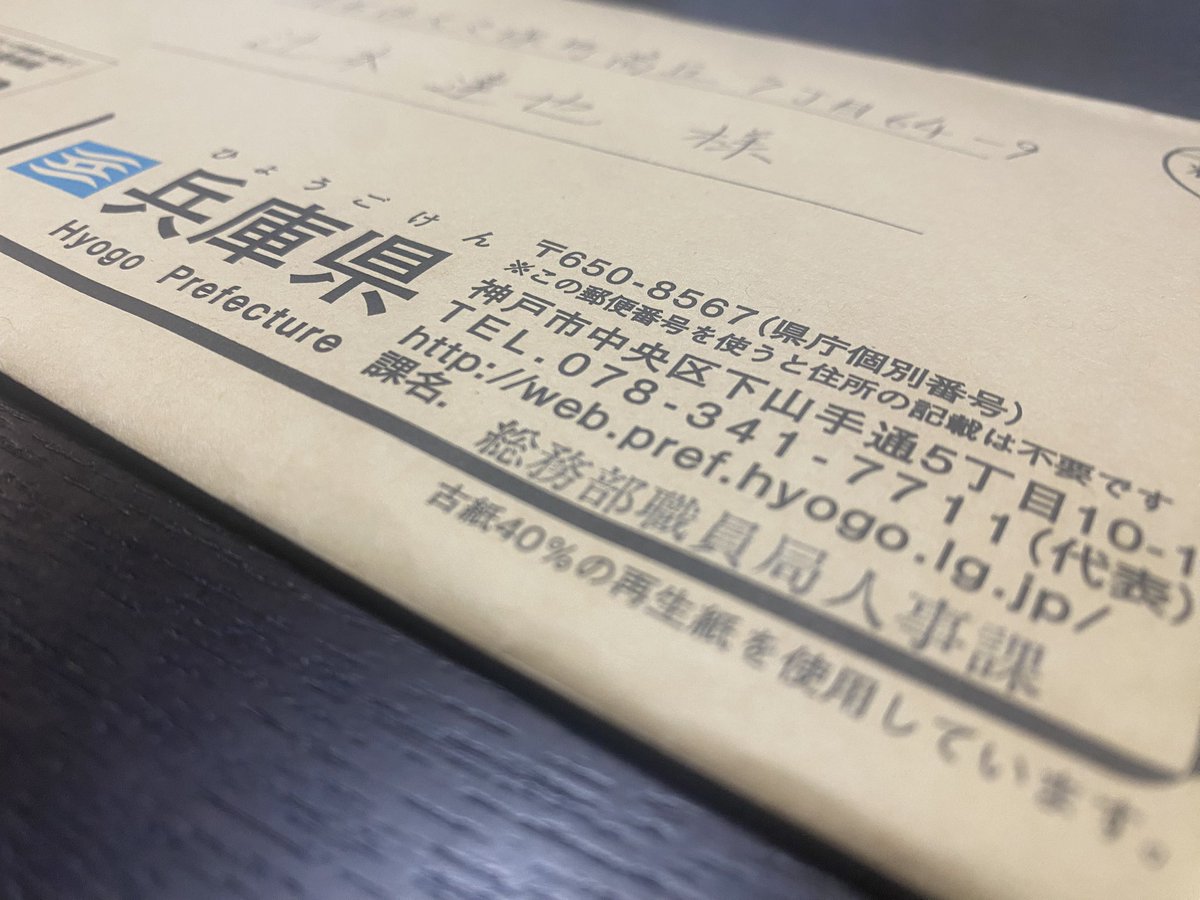 様
ひょうごけん
兵庫県
Hyogo Prefecture
〒650-8567(県庁個別番号)
※この郵便番号を使うと住所の記載は不要です
神戸市中央区下山手通5丁目10-1
TEL.078-341-7711(代表)
http://web.pref.hyogo.lg.jp/
課名. 総務部職員局人事課
古紙40%の再生紙を使用しています。